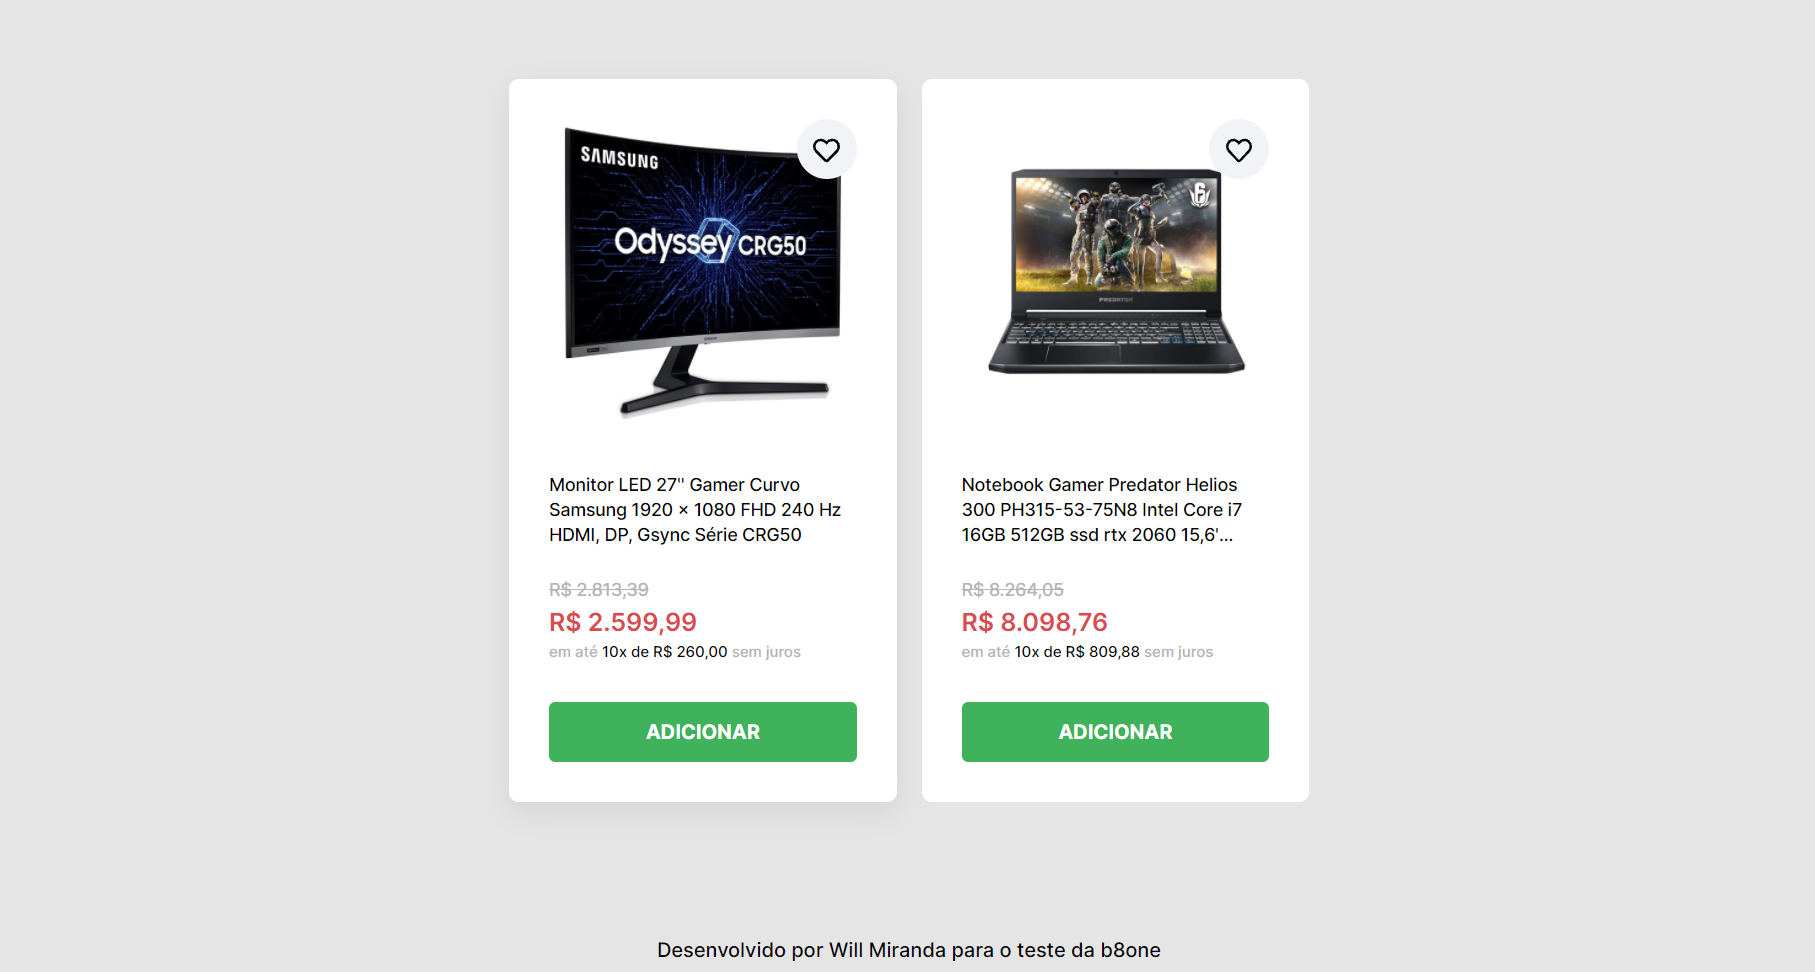 SAMSUNG
Odyssey CRG50
PREDATOR
Monitor LED 27'' Gamer Curvo
Samsung 1920 × 1080 FHD 240 Hz
HDMI, DP, Gsync Série CRG50
R$ 2.813,39
R$ 2.599,99
em até 10x de R$ 260,00 sem juros
ADICIONAR
Notebook Gamer Predator Helios
300 PH315-53-75N8 Intel Core i7
16GB 512GB ssd rtx 2060 15,6'...
R$ 8.264,05
R$ 8.098,76
em até 10x de R$ 809,88 sem juros
ADICIONAR
Desenvolvido por Will Miranda para o teste da b8one